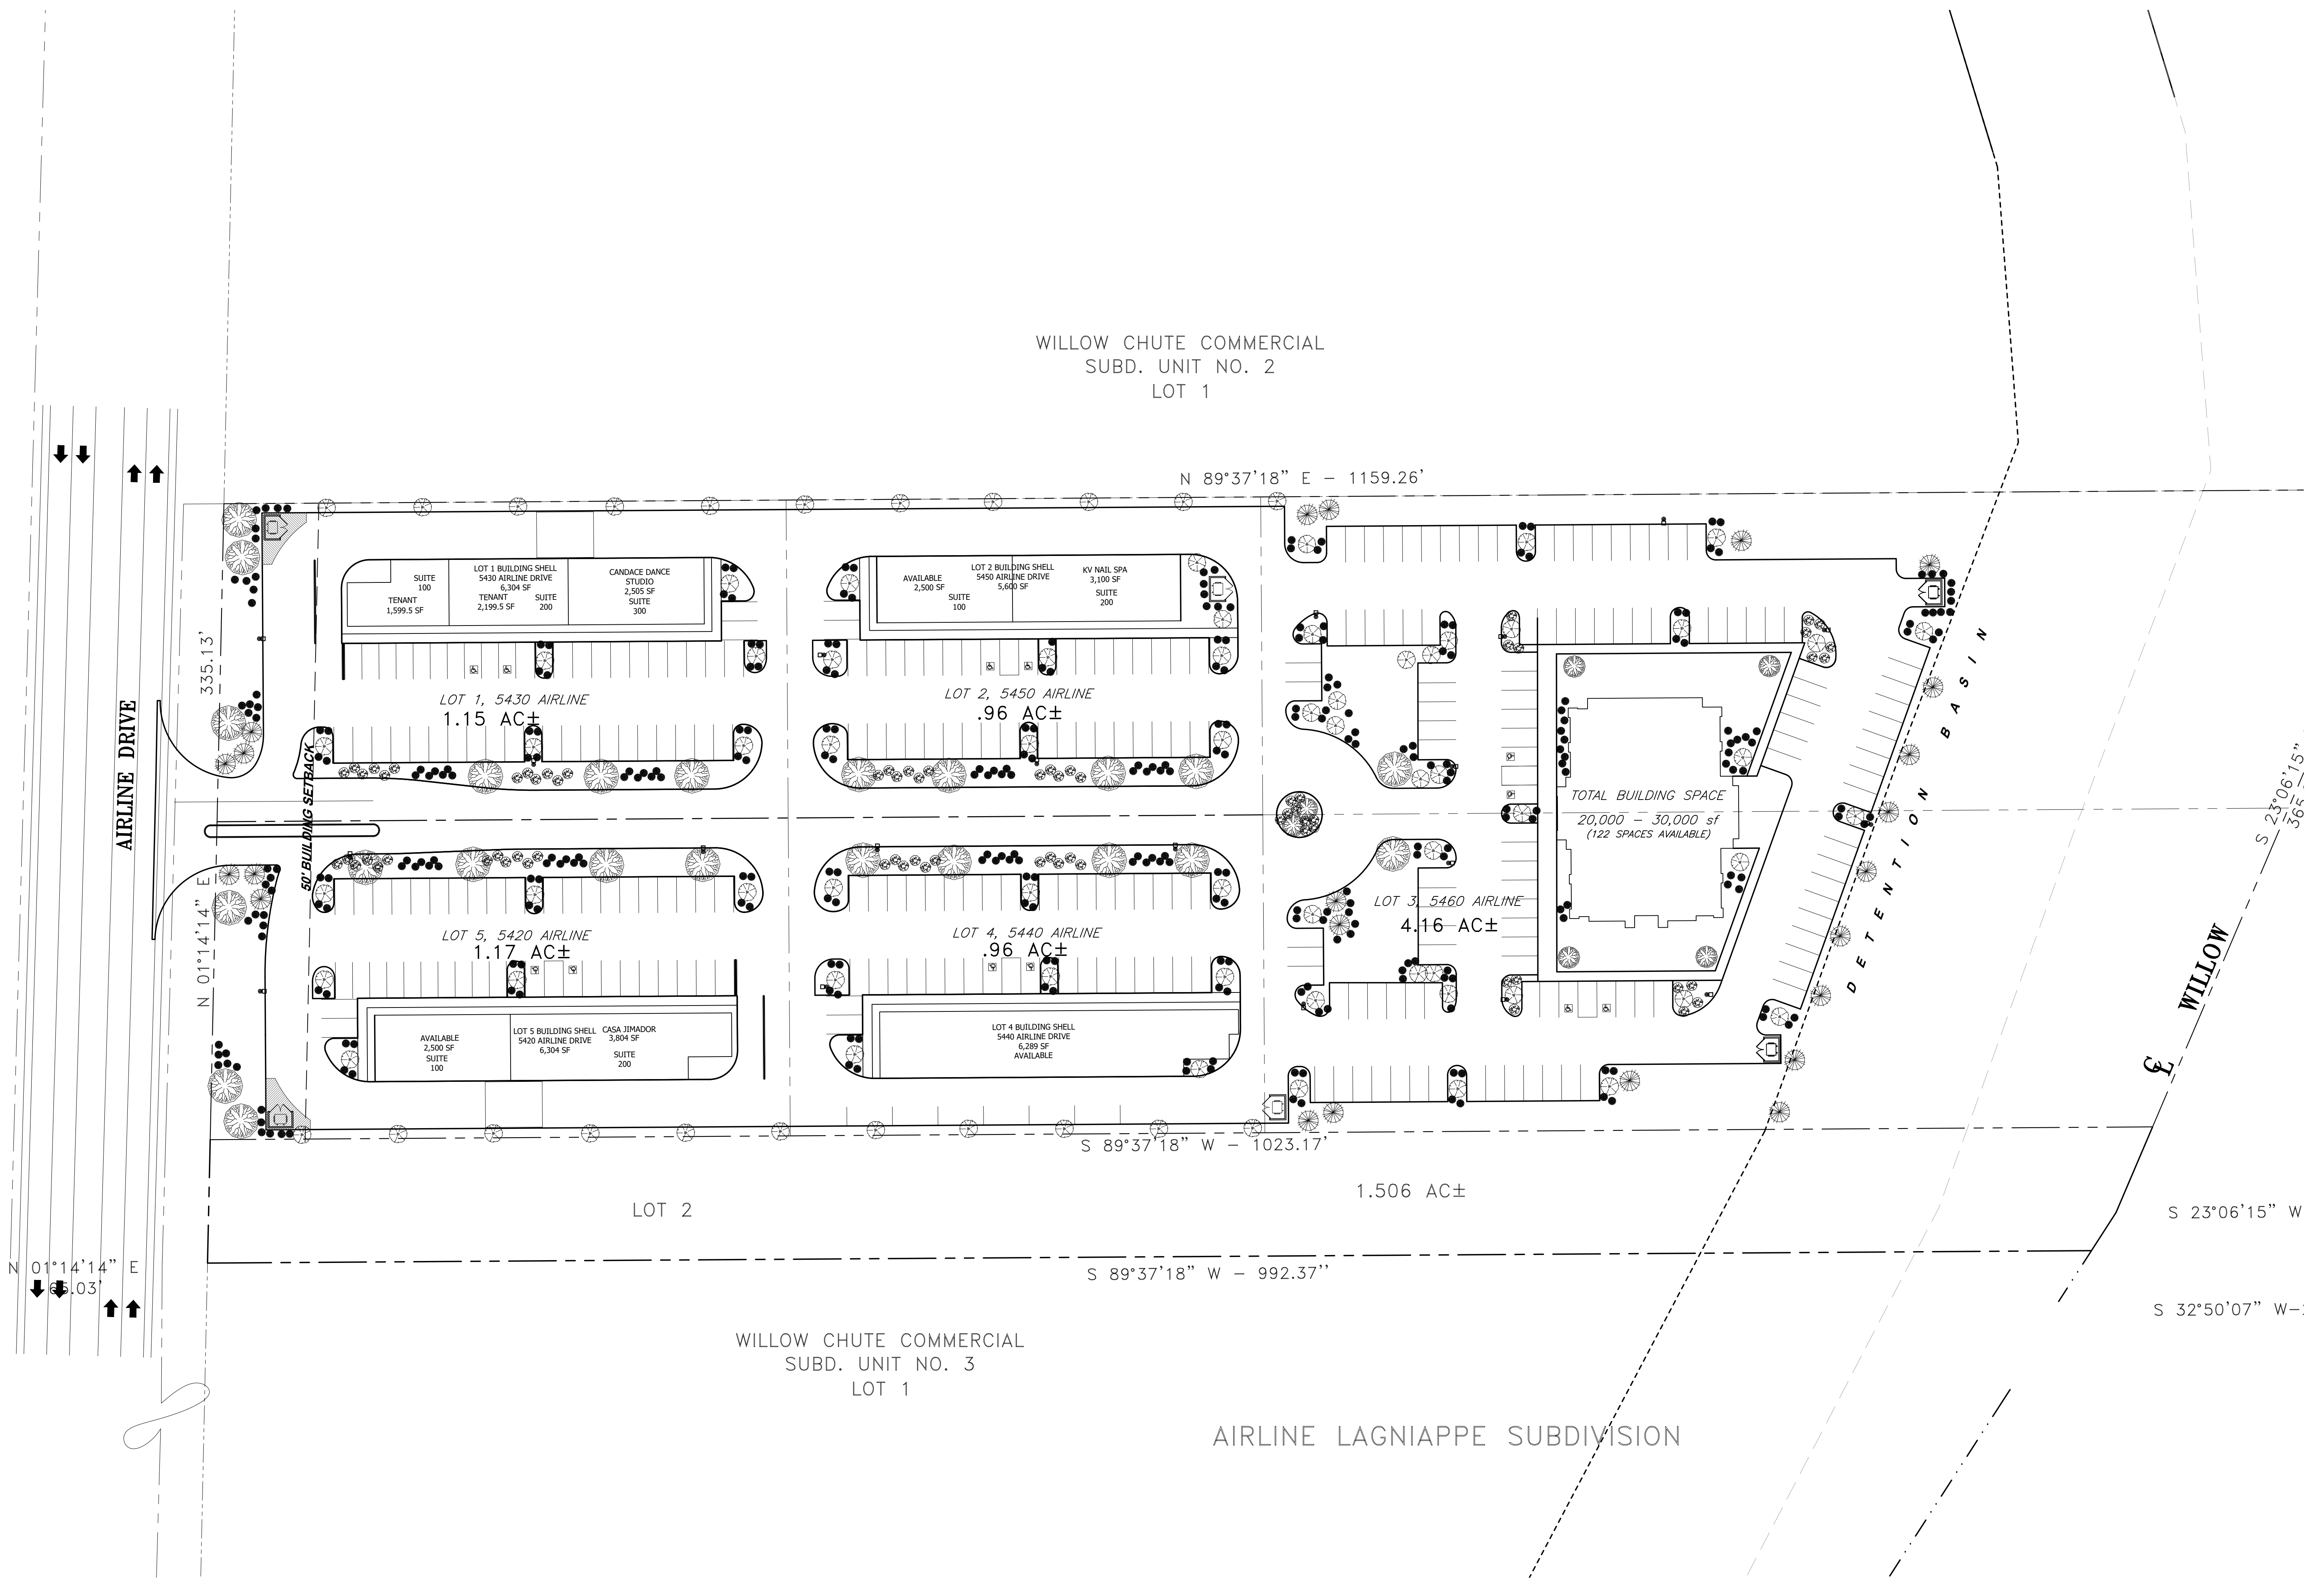 WILLOW CHUTE COMMERCIAL
SUBD. UNIT NO. 2
LOT 1
N 89°37'18" E - 1159.26'
AIRLINE DRIVE
335.13'
N 01°14'14" E
50' BUILDING SETBACK
SUITE
100
TENANT
1,599.5 SF
LOT 1 BUILDING SHELL
5430 AIRLINE DRIVE
6,304 SF
TENANT
2,199.5 SF
SUITE
200
CANDACE DANCE
STUDIO
2,505 SF
SUITE
300
AVAILABLE
2,500 SF
SUITE
100
LOT 2 BUILDING SHELL
5450 AIRLINE DRIVE
5,600 SF
KV NAIL SPA
3,100 SF
SUITE
200
LOT 1, 5430 AIRLINE
1.15 AC±
LOT 2, 5450 AIRLINE
.96 AC±
TOTAL BUILDING SPACE
20,000 - 30,000 sf
(122 SPACES AVAILABLE)
DETENTION BASIN
S 23°06'15"
WILLOW
CL
LOT 3, 5460 AIRLINE
4.16 AC±
LOT 5, 5420 AIRLINE
1.17 AC±
LOT 4, 5440 AIRLINE
.96 AC±
AVAILABLE
2,500 SF
SUITE
100
LOT 5 BUILDING SHELL
5420 AIRLINE DRIVE
6,304 SF
CASA JIMADOR
3,804 SF
SUITE
200
LOT 4 BUILDING SHELL
5440 AIRLINE DRIVE
6,289 SF
AVAILABLE
S 89°37'18" W - 1023.17'
1.506 AC±
LOT 2
S 23°06'15" W
N 01°14'14" E
S 89°37'18" W - 992.37''
S 32°50'07" W-
WILLOW CHUTE COMMERCIAL
SUBD. UNIT NO. 3
LOT 1
AIRLINE LAGNIAPPE SUBDIVISION